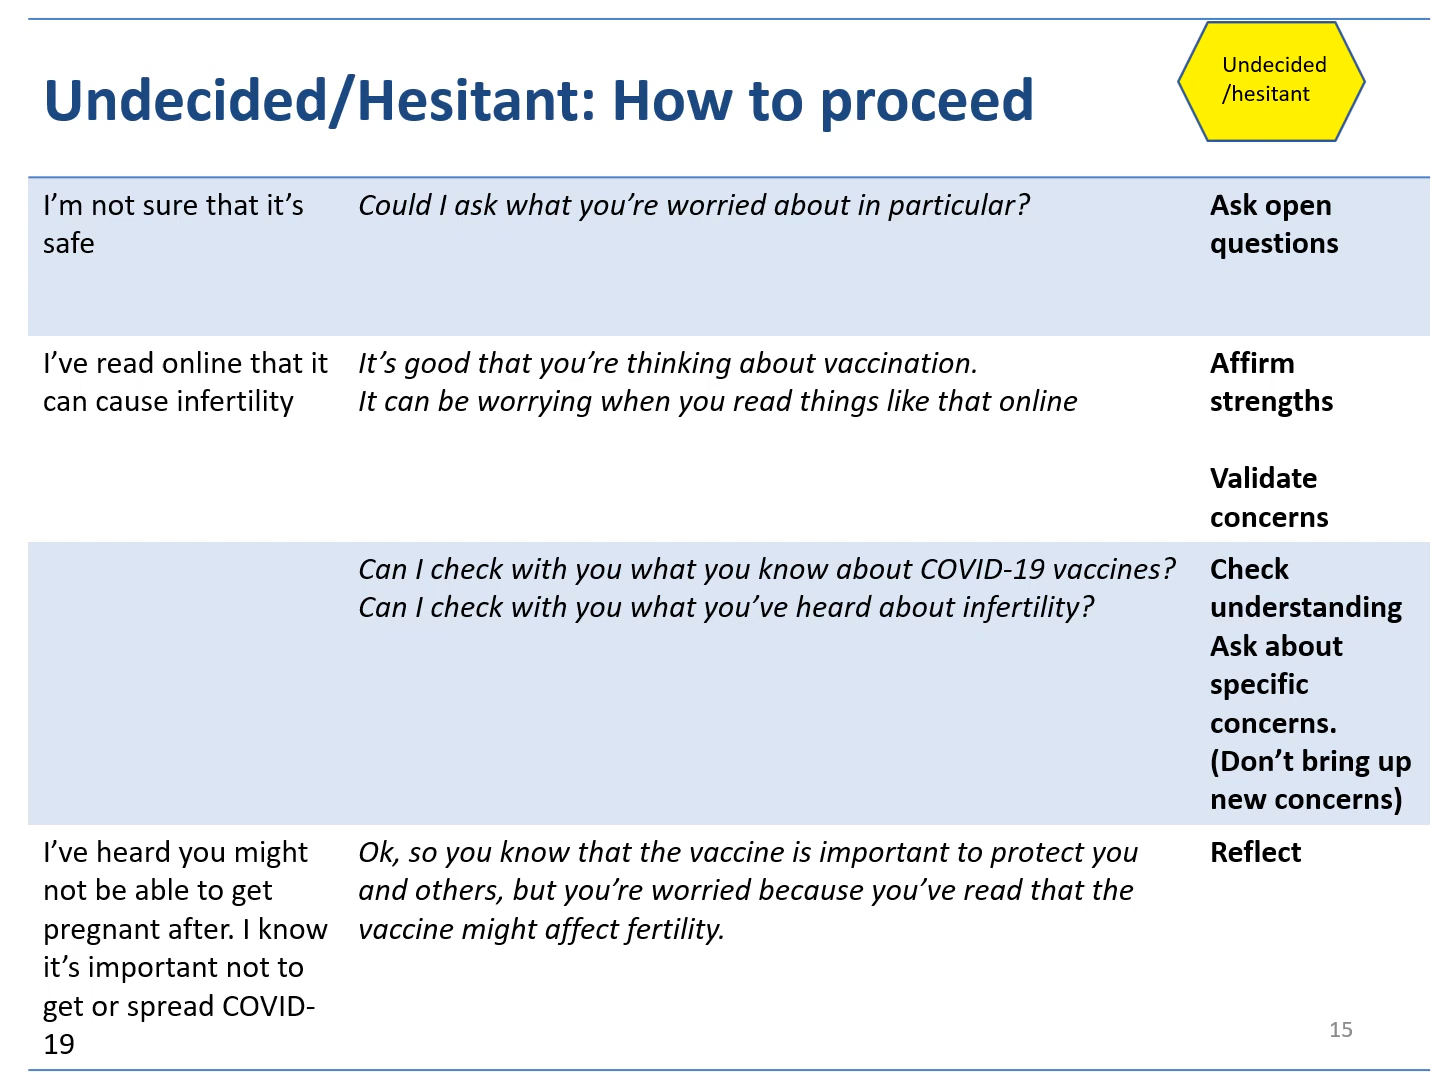 Undecided/Hesitant: How to proceed
Undecided
/hesitant
I’m not sure that it’s
safe
Could I ask what you’re worried about in particular?
Ask open
questions
I’ve read online that it
can cause infertility
It’s good that you’re thinking about vaccination.
It can be worrying when you read things like that online
Affirm
strengths
Validate
concerns
Can I check with you what you know about COVID-19 vaccines?
Can I check with you what you’ve heard about infertility?
Check
understanding
Ask about
specific
concerns.
(Don’t bring up
new concerns)
I’ve heard you might
not be able to get
pregnant after. I know
it’s important not to
get or spread COVID-
19
Ok, so you know that the vaccine is important to protect you
and others, but you’re worried because you’ve read that the
vaccine might affect fertility.
Reflect
15